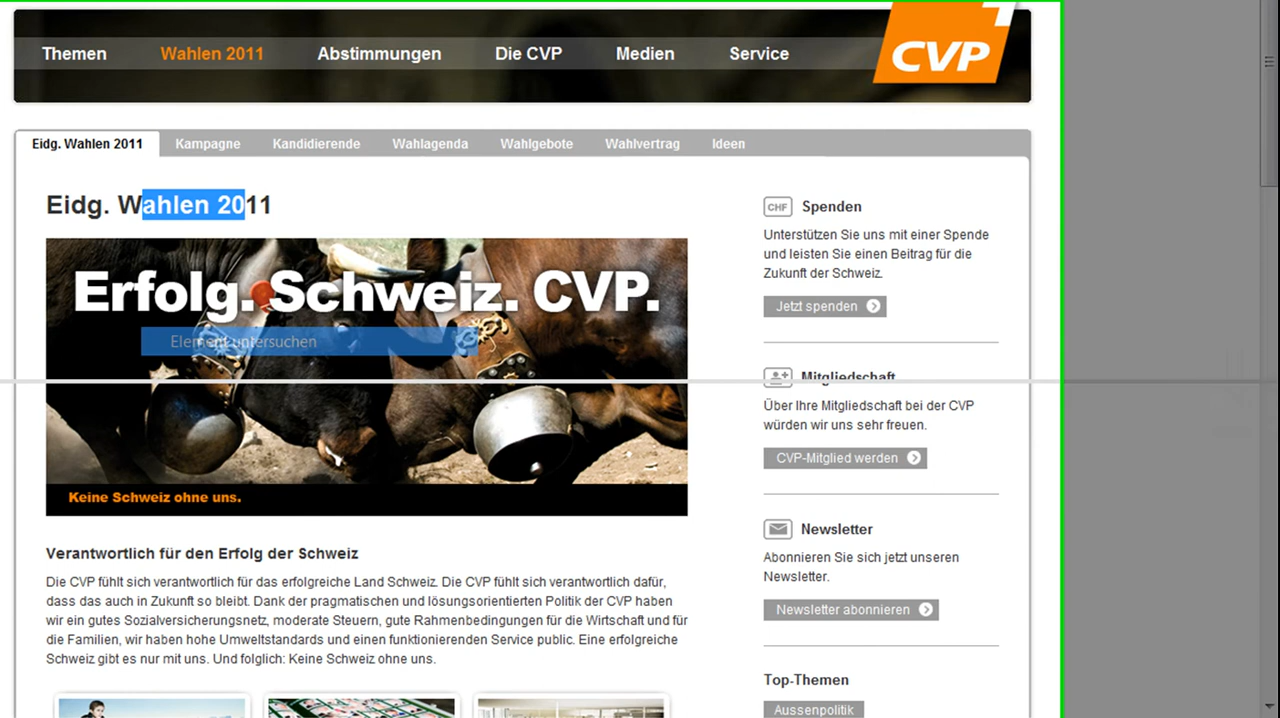 Themen Wahlen 2011 Abstimmungen Die CVP Medien Service
CVP
Eidg. Wahlen 2011 Kampagne Kandidierende Wahlagenda Wahlgebote Wahlvertrag Ideen
Eidg. Wahlen 2011
Erfolg. Schweiz. CVP.
Element untersuchen
Keine Schweiz ohne uns.
Verantwortlich für den Erfolg der Schweiz
Die CVP fühlt sich verantwortlich für das erfolgreiche Land Schweiz. Die CVP fühlt sich verantwortlich dafür,
dass das auch in Zukunft so bleibt. Dank der pragmatischen und lösungsorientierten Politik der CVP haben
wir ein gutes Sozialversicherungsnetz, moderate Steuern, gute Rahmenbedingungen für die Wirtschaft und für
die Familien, wir haben hohe Umweltstandards und einen funktionierenden Service public. Eine erfolgreiche
Schweiz gibt es nur mit uns. Und folglich: Keine Schweiz ohne uns.
CHF Spenden
Unterstützen Sie uns mit einer Spende
und leisten Sie einen Beitrag für die
Zukunft der Schweiz.
Jetzt spenden
Mitgliedschaft
Über Ihre Mitgliedschaft bei der CVP
würden wir uns sehr freuen.
CVP-Mitglied werden
Newsletter
Abonnieren Sie sich jetzt unseren
Newsletter.
Newsletter abonnieren
Top-Themen
Aussenpolitik